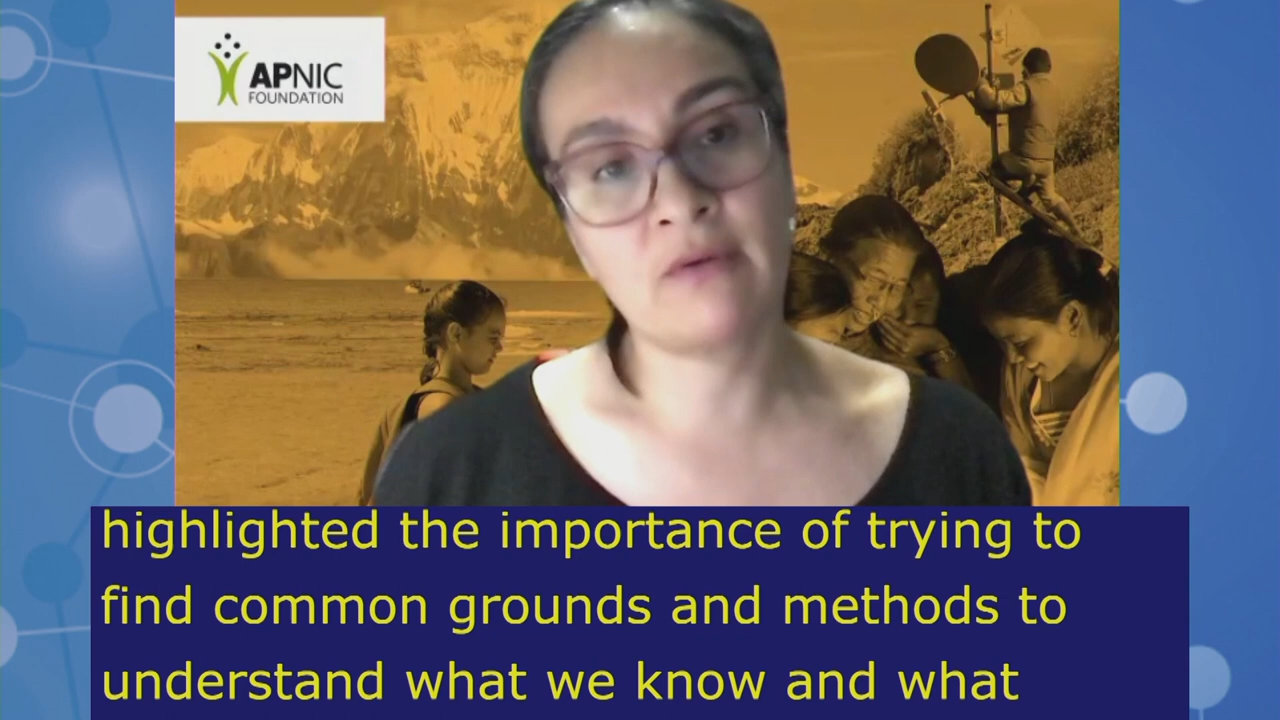 APNIC
FOUNDATION
highlighted the importance of trying to
find common grounds and methods to
understand what we know and what